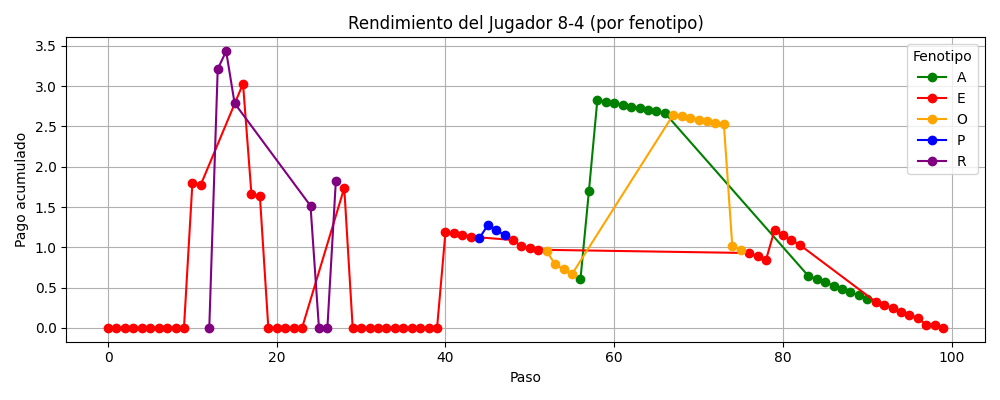 Rendimiento del Jugador 8-4 (por fenotipo)
Pago acumulado
3.5
3.0
2.5
2.0
1.5
1.0
0.5
0.0
0
20
40
60
80
100
Paso
Fenotipo
A
E
O
P
R